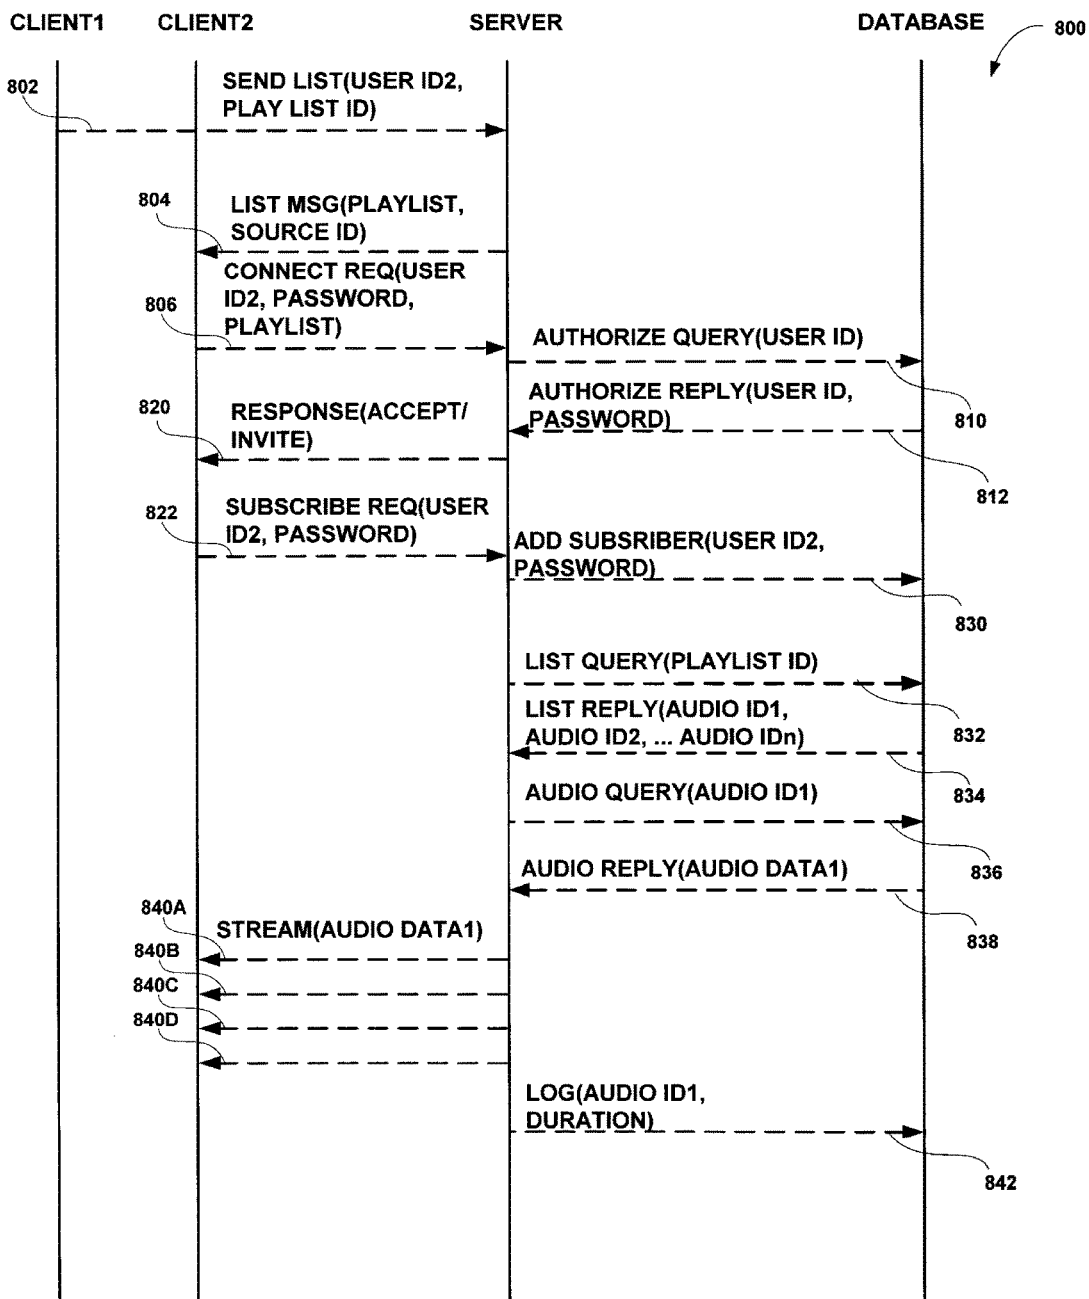 CLIENT1 CLIENT2 SERVER DATABASE
800
802
SEND LIST(USER ID2,
PLAY LIST ID)
804
LIST MSG(PLAYLIST,
SOURCE ID)
806
CONNECT REQ(USER
ID2, PASSWORD,
PLAYLIST)
AUTHORIZE QUERY(USER ID)
810
AUTHORIZE REPLY(USER ID,
PASSWORD)
812
820
RESPONSE(ACCEPT/
INVITE)
822
SUBSCRIBE REQ(USER
ID2, PASSWORD)
ADD SUBSRIBER(USER ID2,
PASSWORD)
830
LIST QUERY(PLAYLIST ID)
832
LIST REPLY(AUDIO ID1,
AUDIO ID2, ... AUDIO IDn)
834
AUDIO QUERY(AUDIO ID1)
836
AUDIO REPLY(AUDIO DATA1)
838
840A
STREAM(AUDIO DATA1)
840B
840C
840D
LOG(AUDIO ID1,
DURATION)
842